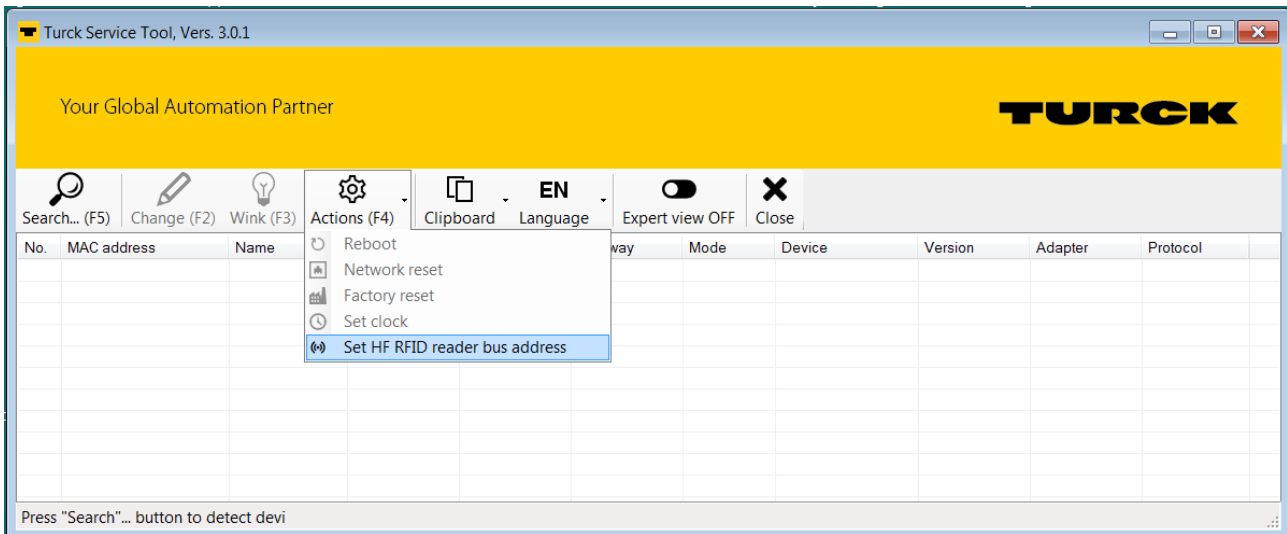 Turck Service Tool, Vers. 3.0.1
Your Global Automation Partner
TURCK
Search... (F5) Change (F2) Wink (F3) Actions (F4) Clipboard EN Language Expert view OFF Close
No. MAC address Name way Mode Device Version Adapter Protocol
Reboot
Network reset
Factory reset
Set clock
Set HF RFID reader bus address
Press "Search"... button to detect devi